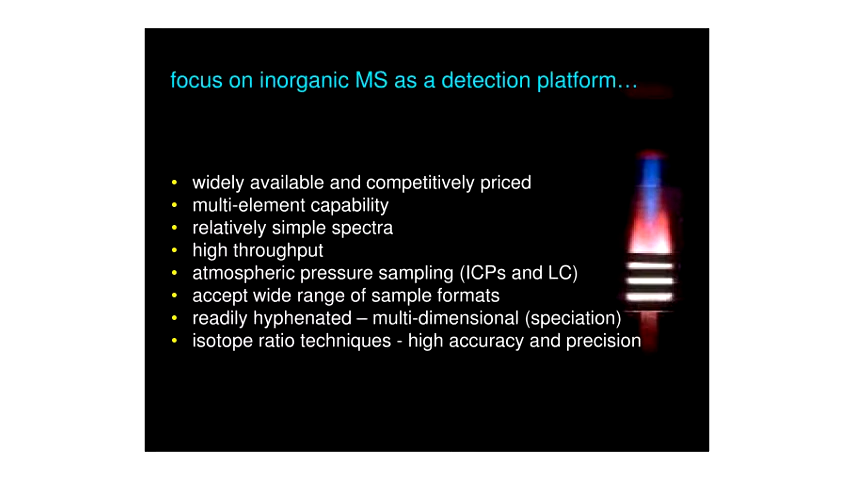 focus on inorganic MS as a detection platform…
• widely available and competitively priced
• multi-element capability
• relatively simple spectra
• high throughput
• atmospheric pressure sampling (ICPs and LC)
• accept wide range of sample formats
• readily hyphenated – multi-dimensional (speciation)
• isotope ratio techniques - high accuracy and precision